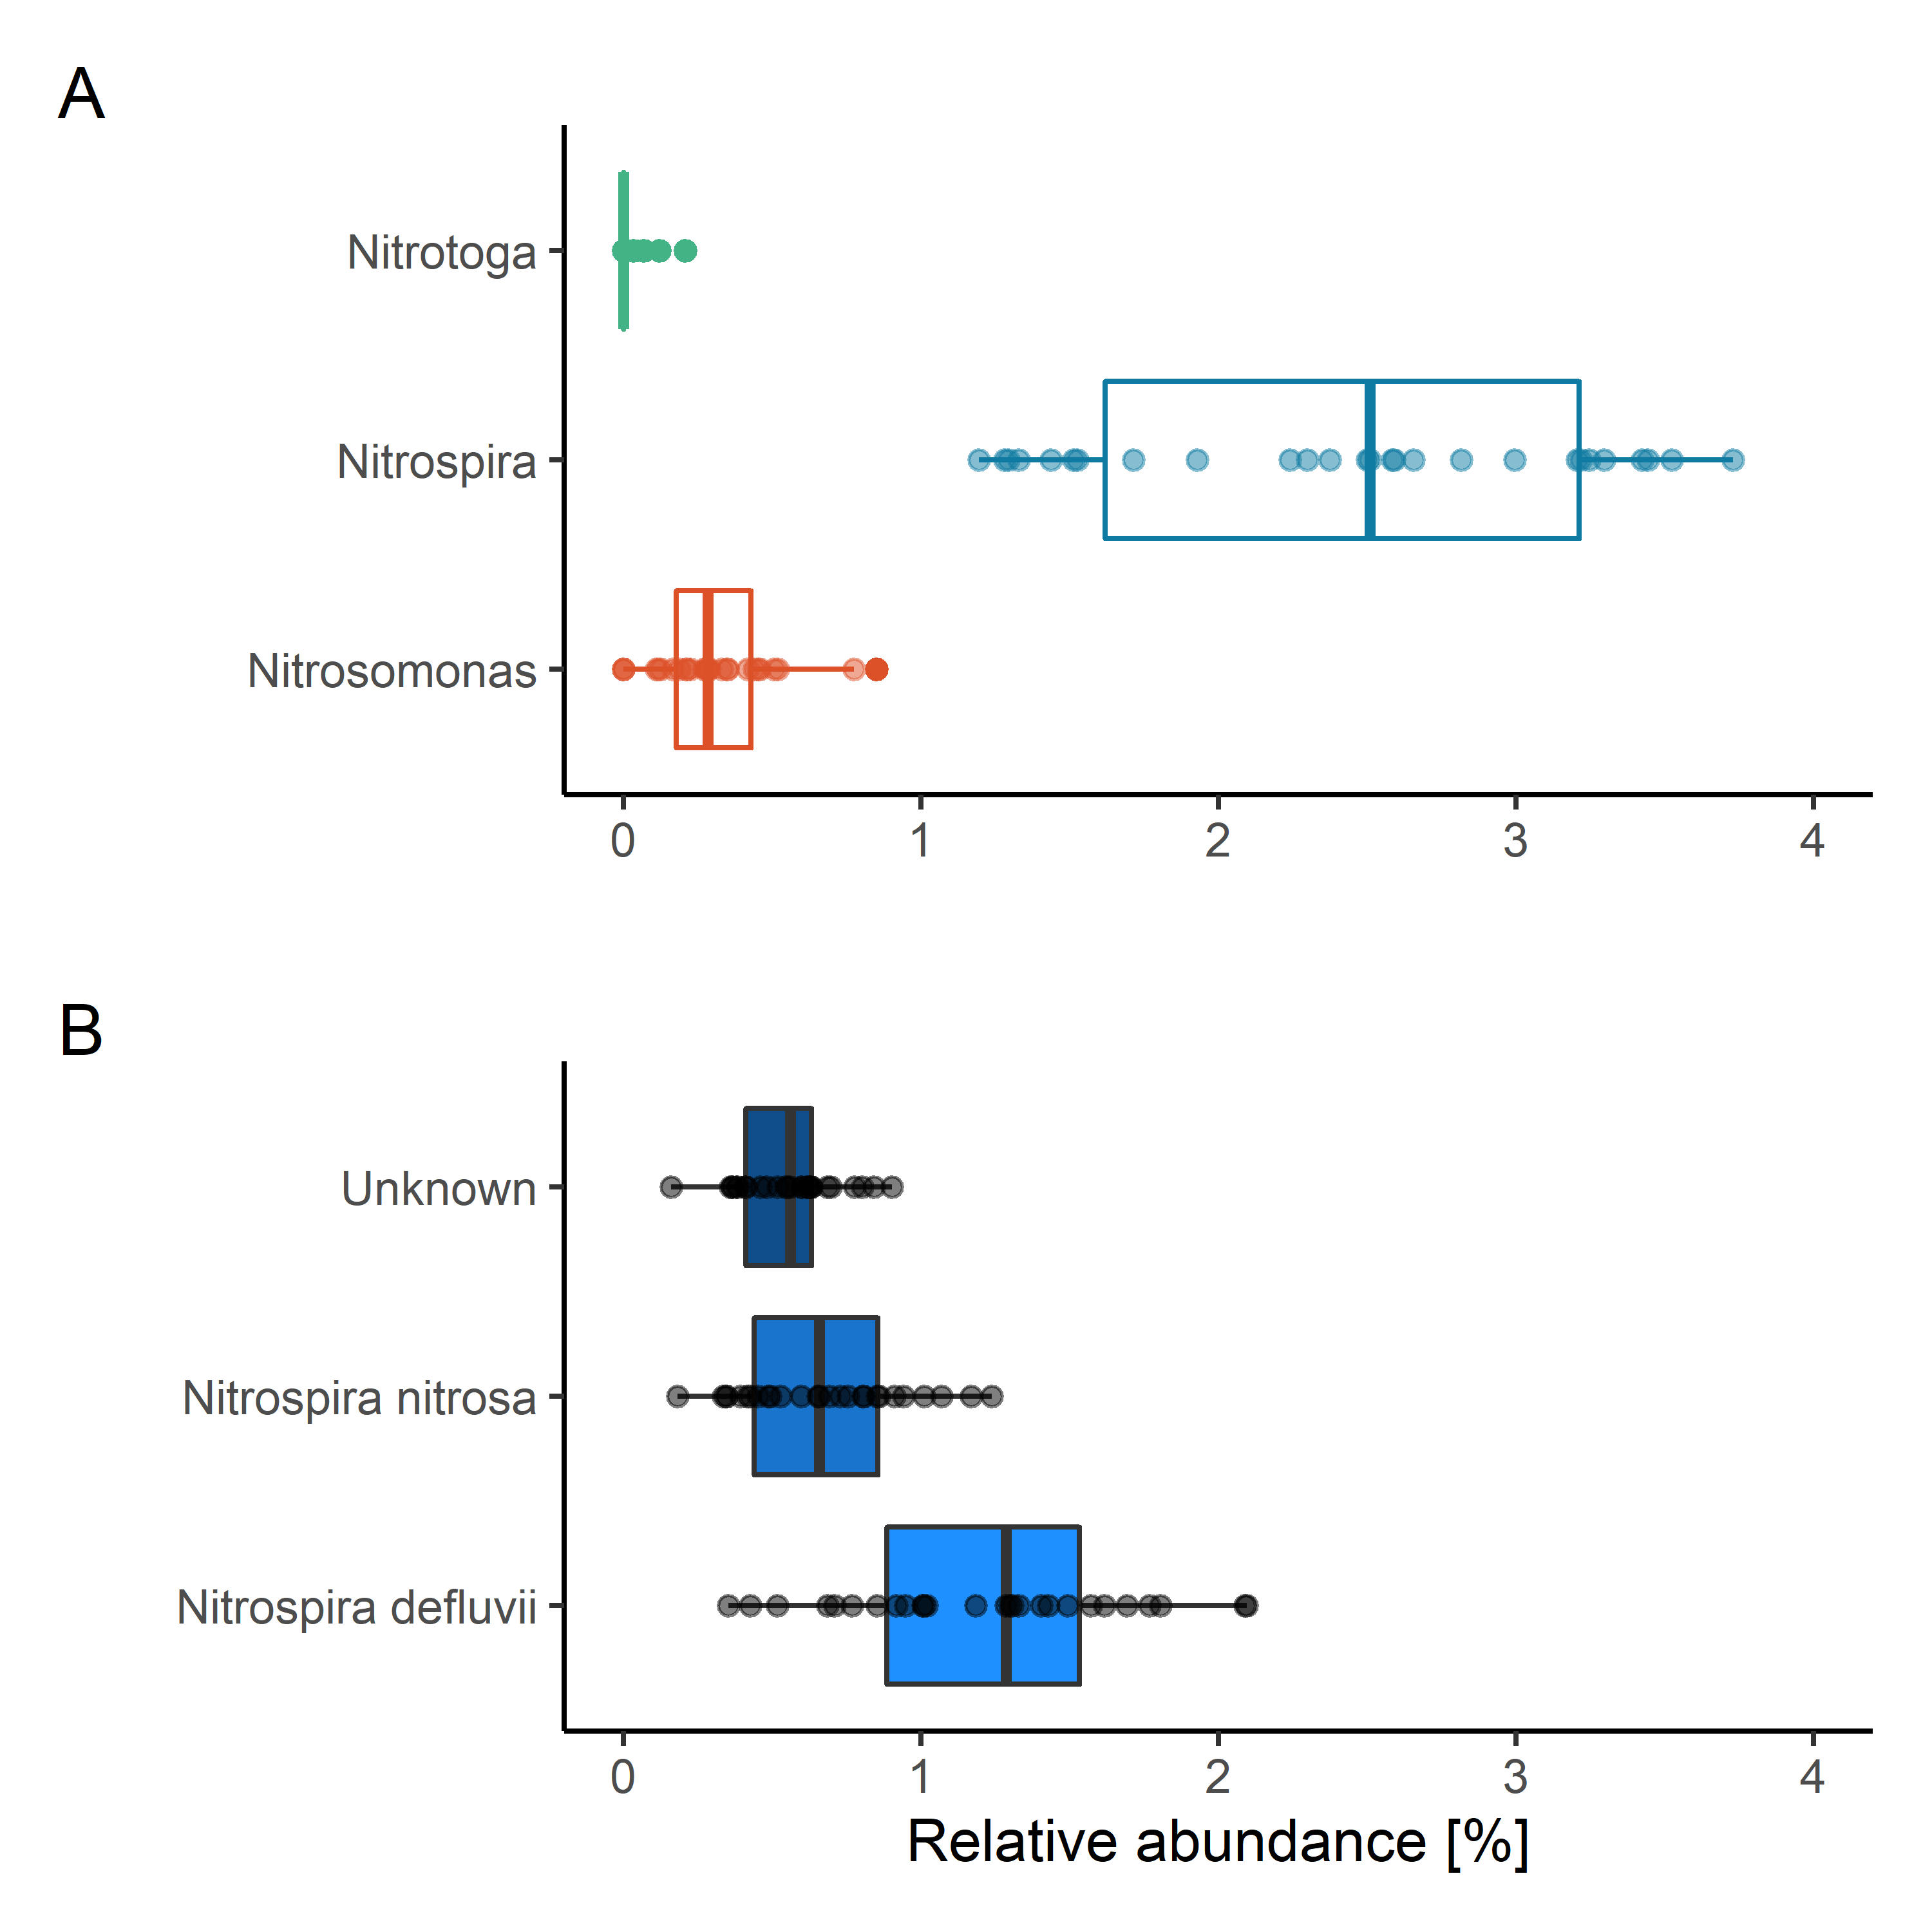 A
Nitrotoga
Nitrospira
Nitrosomonas
0 1 2 3 4
B
Unknown
Nitrospira nitrosa
Nitrospira defluvii
0 1 2 3 4
Relative abundance [%]